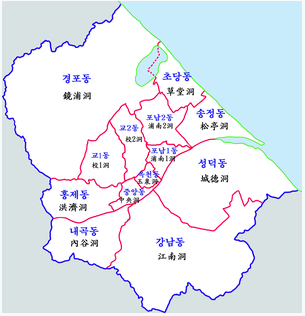 경포동
鏡浦洞
초당동
草堂洞
송정동
松亭洞
포남2동
浦南2洞
교2동
校2洞
포남1동
浦南1洞
교1동
校1洞
성덕동
城德洞
옥천동
玉泉洞
중앙동
中央洞
홍제동
洪濟洞
내곡동
內谷洞
강남동
江南洞